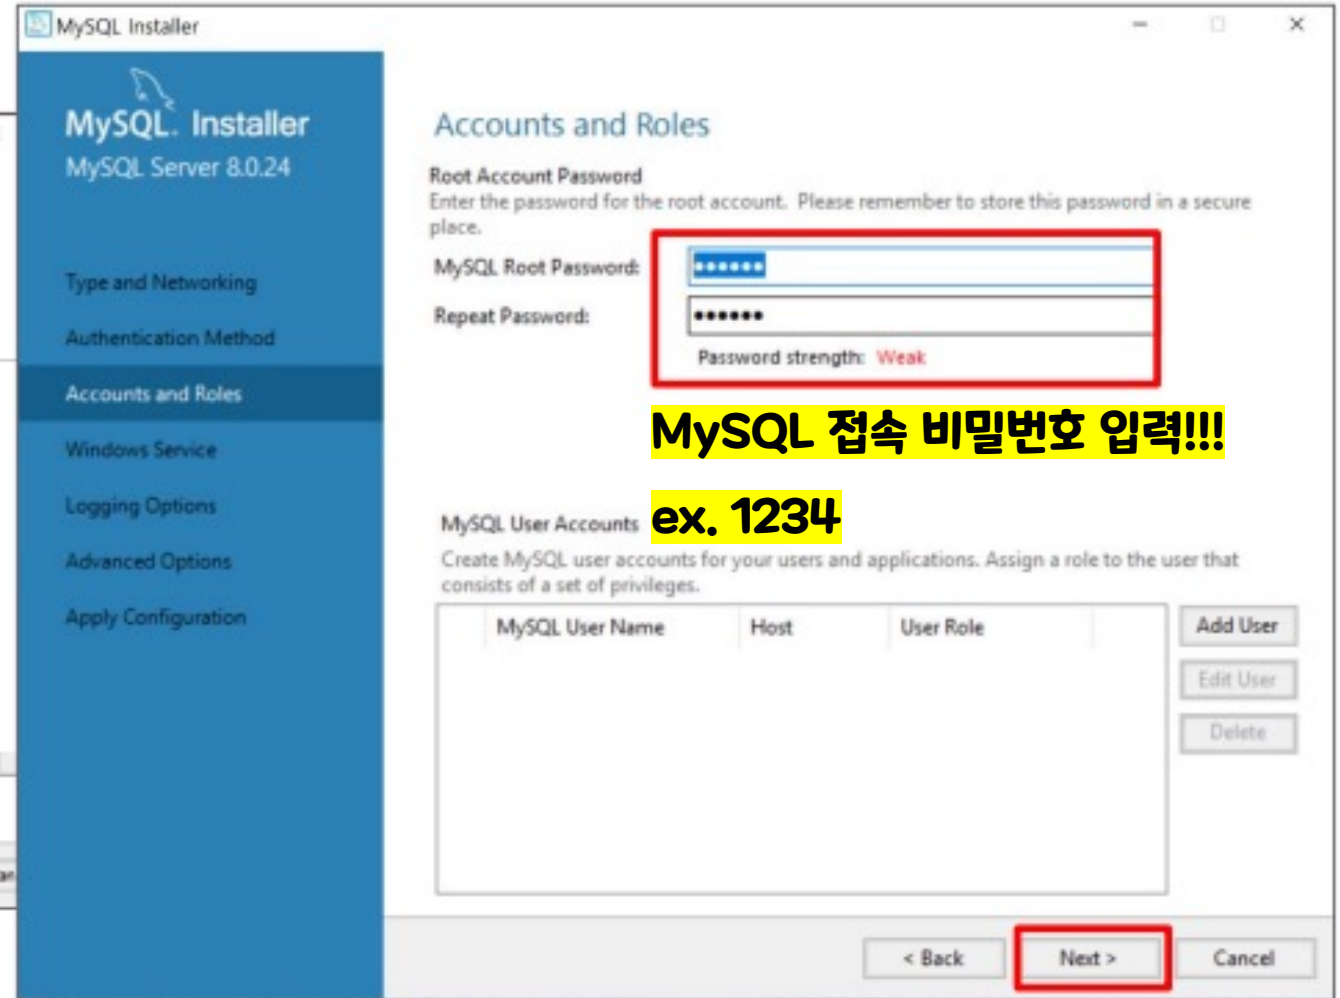 MySQL Installer
MySQL. Installer
MySQL Server 8.0.24
Type and Networking
Authentication Method
Accounts and Roles
Windows Service
Logging Options
Advanced Options
Apply Configuration
Accounts and Roles
Root Account Password
Enter the password for the root account. Please remember to store this password in a secure
place.
MySQL Root Password: ••••••
Repeat Password: ••••••
Password strength: Weak
MySQL 접속 비밀번호 입력!!!
ex. 1234
MySQL User Accounts
Create MySQL user accounts for your users and applications. Assign a role to the user that
consists of a set of privileges.
MySQL User Name Host User Role
Add User
Edit User
Delete
< Back Next > Cancel